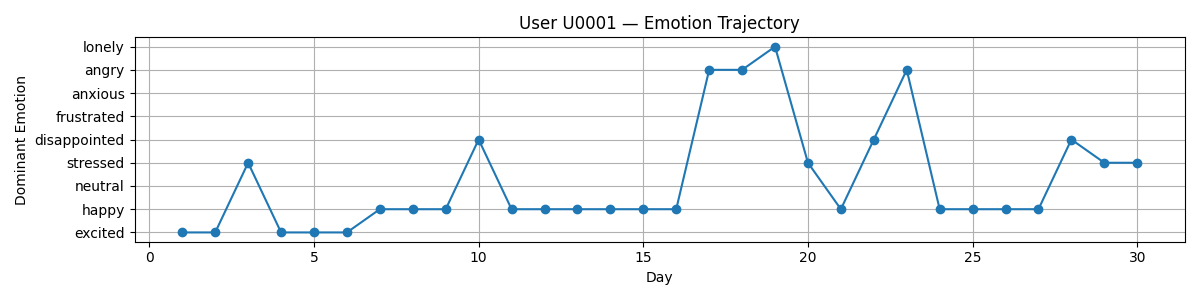 User U0001 — Emotion Trajectory
lonely
angry
anxious
frustrated
disappointed
stressed
neutral
happy
excited
Dominant Emotion
0 5 10 15 20 25 30
Day